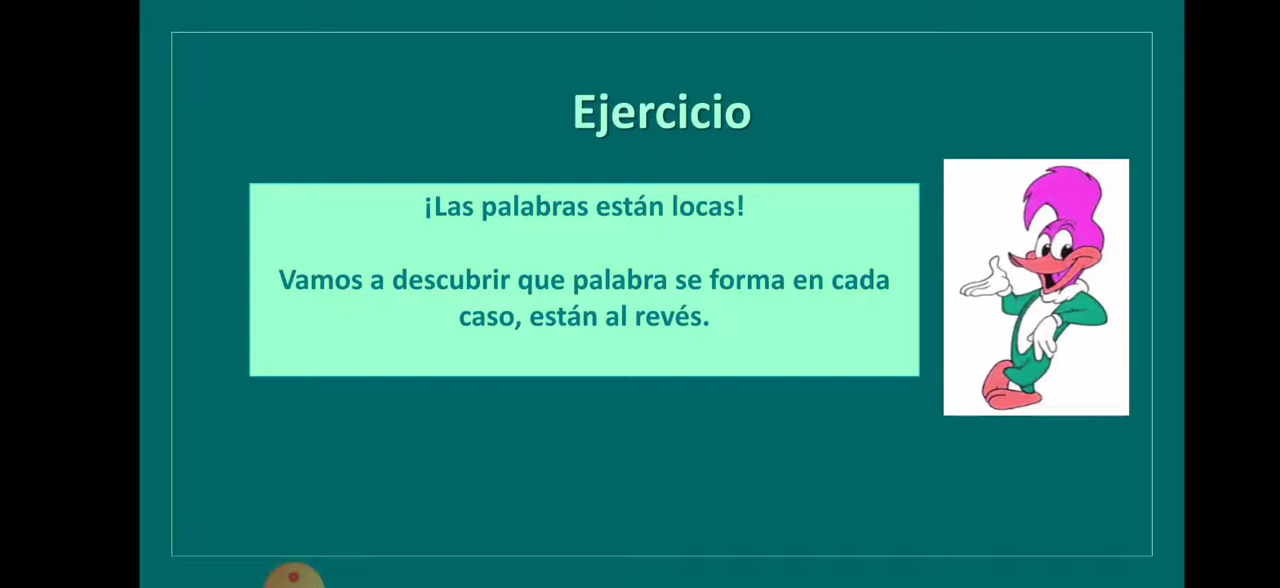 Ejercicio
¡Las palabras están locas!
Vamos a descubrir que palabra se forma en cada
caso, están al revés.